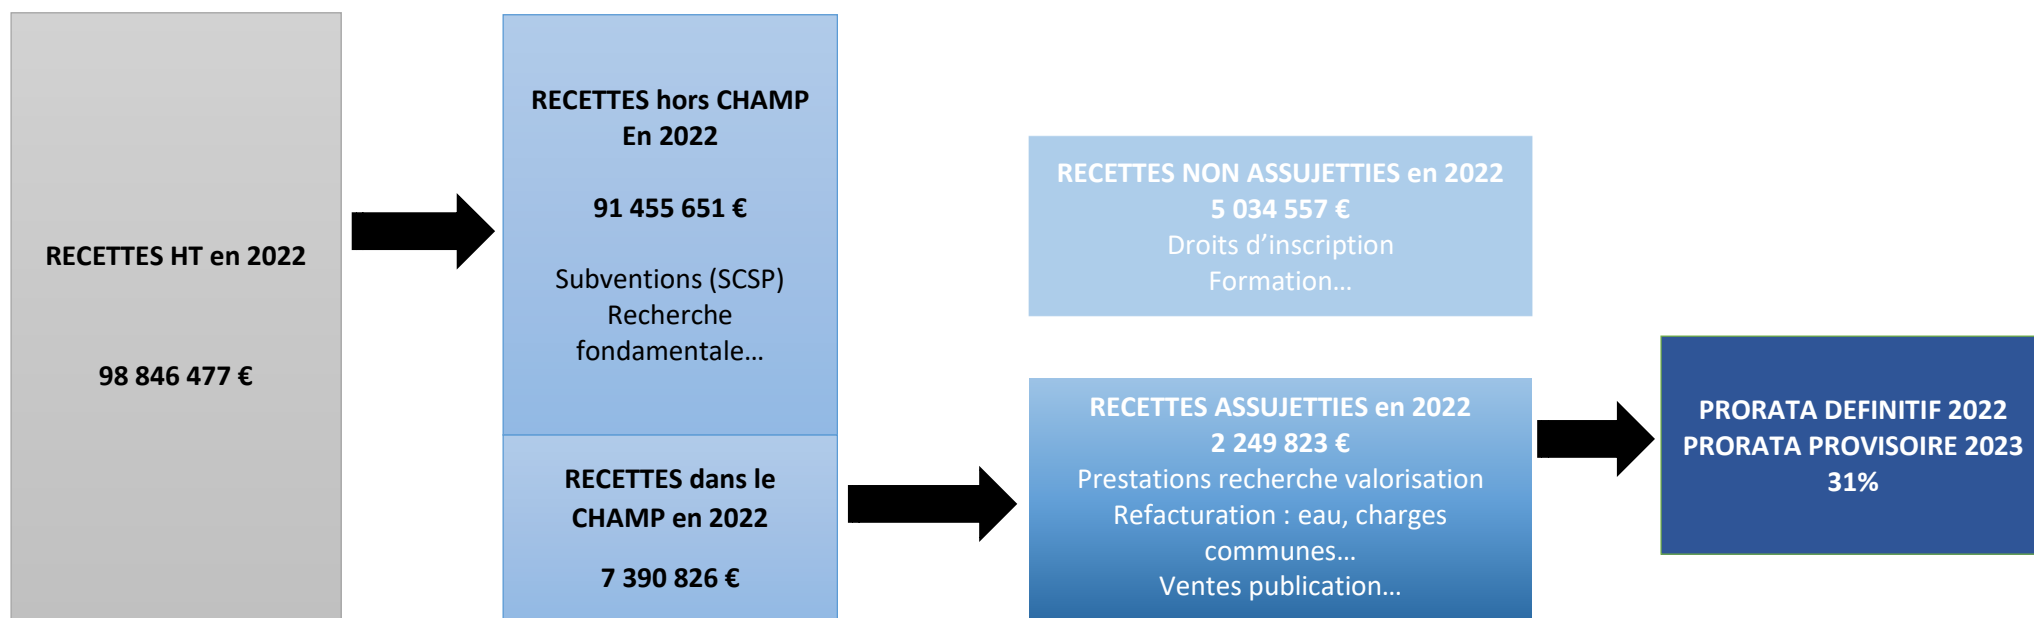 RECETTES HT en 2022
98 846 477 €
RECETTES hors CHAMP
En 2022
91 455 651 €
Subventions (SCSP)
Recherche
fondamentale…
RECETTES dans le
CHAMP en 2022
7 390 826 €
RECETTES NON ASSUJETTIES en 2022
5 034 557 €
Droits d’inscription
Formation…
RECETTES ASSUJETTIES en 2022
2 249 823 €
Prestations recherche valorisation
Refacturation : eau, charges
communes…
Ventes publication…
PRORATA DEFINITIF 2022
PRORATA PROVISOIRE 2023
31%